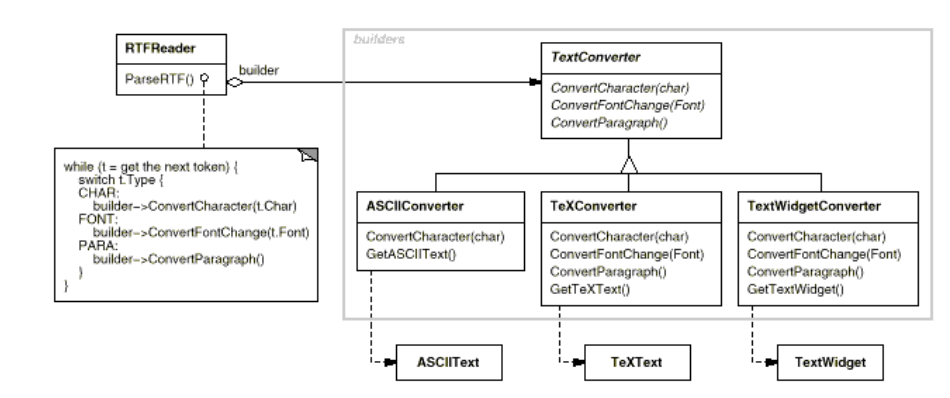 builders
RTFReader
ParseRTF()
builder
TextConverter
ConvertCharacter(char)
ConvertFontChange(Font)
ConvertParagraph()
while (t = get the next token) {
switch t.Type {
CHAR:
builder−>ConvertCharacter(t.Char)
FONT:
builder−>ConvertFontChange(t.Font)
PARA:
builder−>ConvertParagraph()
}
}
ASCIIConverter
ConvertCharacter(char)
GetASCIIText()
TeXConverter
ConvertCharacter(char)
ConvertFontChange(Font)
ConvertParagraph()
GetTeXText()
TextWidgetConverter
ConvertCharacter(char)
ConvertFontChange(Font)
ConvertParagraph()
GetTextWidget()
ASCIIText
TeXText
TextWidget